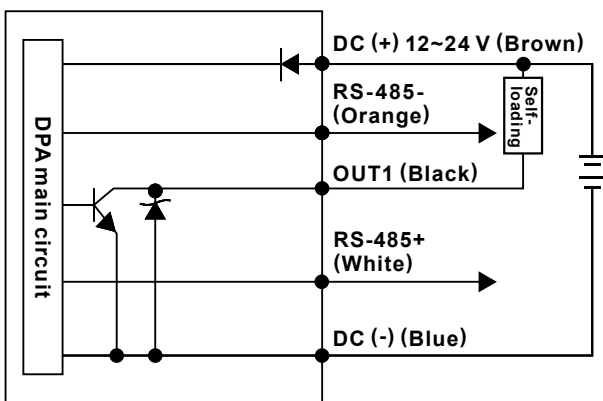 DPA main circuit
DC (+) 12~24 V (Brown)
RS-485-
(Orange)
Self-
loading
OUT1 (Black)
RS-485+
(White)
DC (-) (Blue)